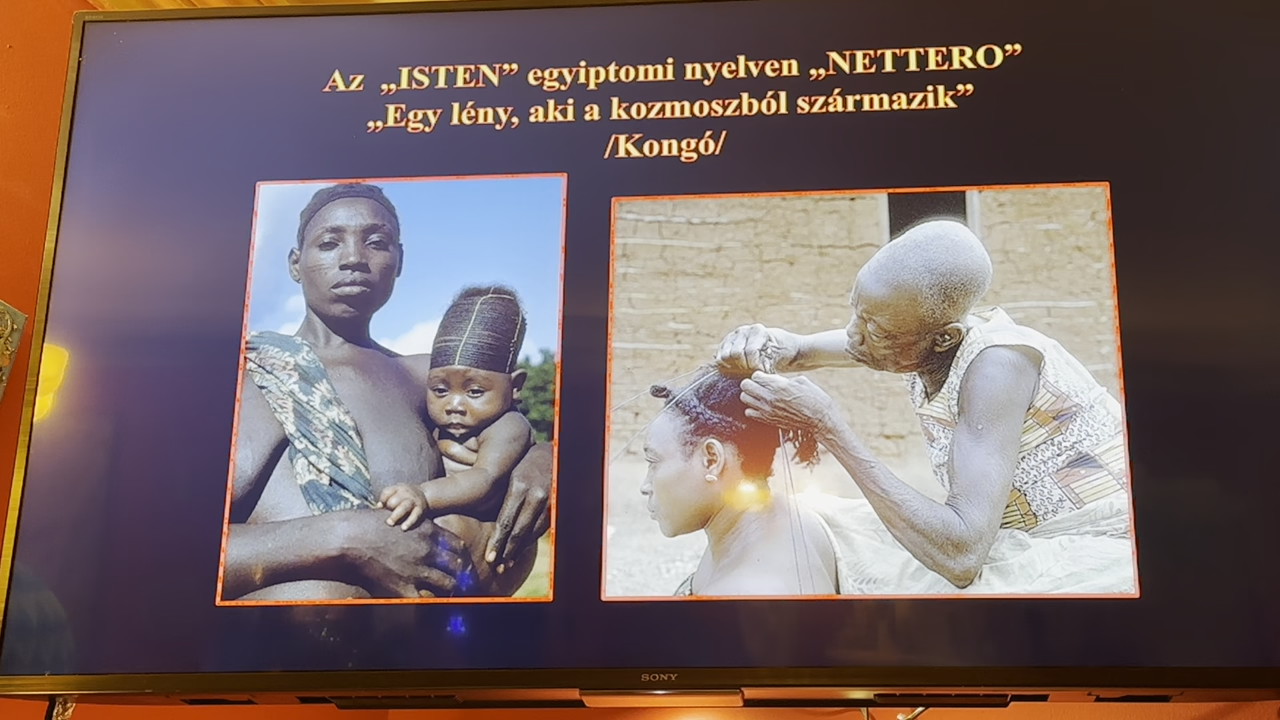 Az „ISTEN” egyiptomi nyelven „NETTERO”
„Egy lény, aki a kozmoszból származik”
/Kongó/
SONY